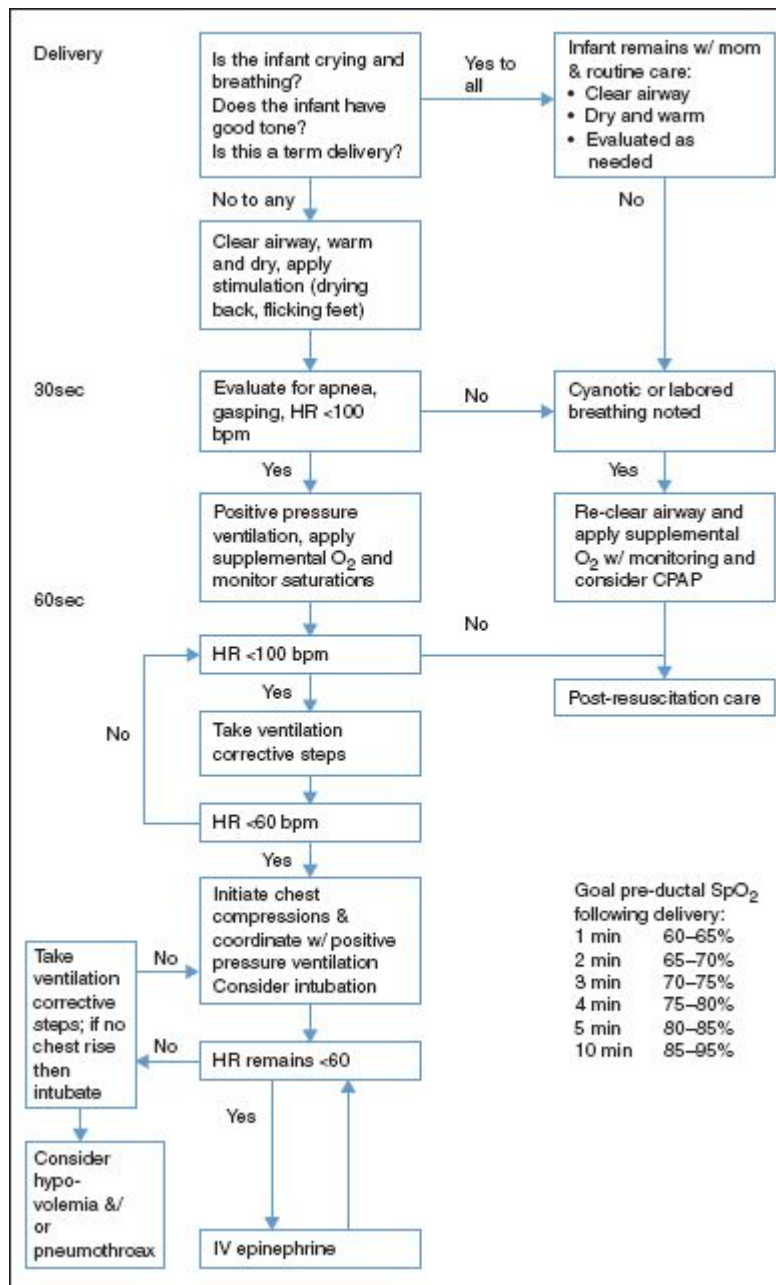 Delivery
Is the infant crying and
breathing?
Does the infant have
good tone?
Is this a term delivery?
Yes to
all
Infant remains w/ mom
& routine care:
• Clear airway
• Dry and warm
• Evaluated as
needed
No to any
No
Clear airway, warm
and dry, apply
stimulation (drying
back, flicking feet)
30sec
Evaluate for apnea,
gasping, HR <100
bpm
No
Cyanotic or labored
breathing noted
Yes
Yes
Positive pressure
ventilation, apply
supplemental O₂ and
monitor saturations
Re-clear airway and
apply supplemental
O₂ w/ monitoring and
consider CPAP
60sec
HR <100 bpm
No
Yes
Post-resuscitation care
No
Take ventilation
corrective steps
HR <60 bpm
Yes
Initiate chest
compressions &
coordinate w/ positive
pressure ventilation
Consider intubation
Goal pre-ductal SpO₂
following delivery:
1 min 60–65%
2 min 65–70%
3 min 70–75%
4 min 75–80%
5 min 80–85%
10 min 85–95%
Take
ventilation
corrective
steps; if no
chest rise
then
intubate
No
No
HR remains <60
Yes
Consider
hypo-
volemia &/
or
pneumothroax
IV epinephrine